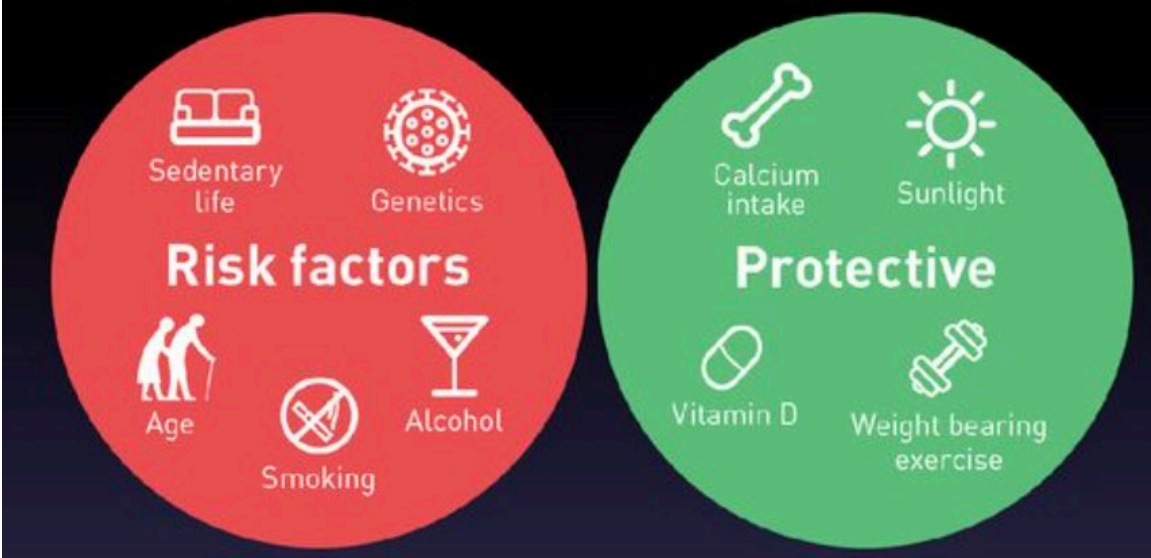 Sedentary
life
Genetics
Risk factors
Age
Smoking
Alcohol
Calcium
intake
Sunlight
Protective
Vitamin D
Weight bearing
exercise